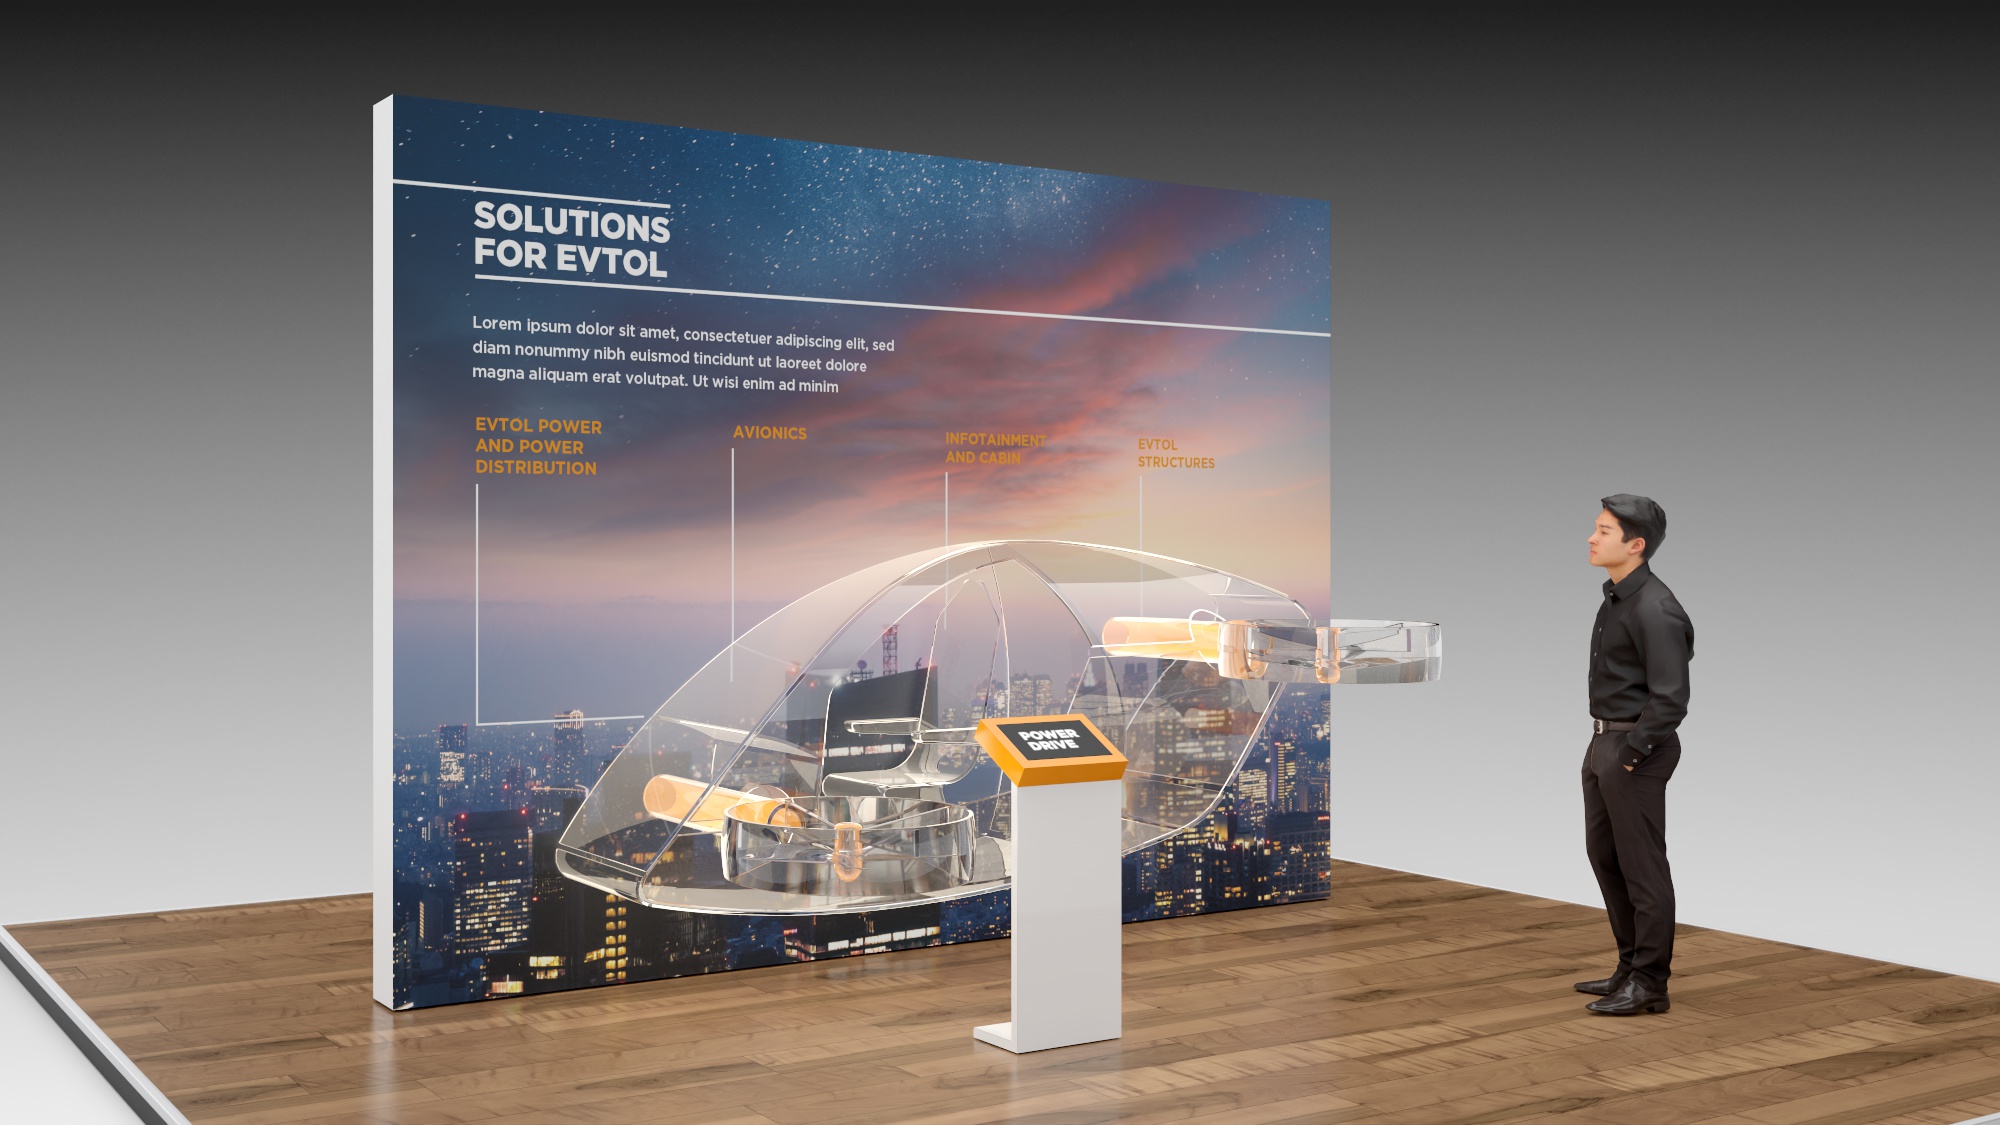 SOLUTIONS
FOR EVTOL
Lorem ipsum dolor sit amet, consectetuer adipiscing elit, sed
diam nonummy nibh euismod tincidunt ut laoreet dolore
magna aliquam erat volutpat. Ut wisi enim ad minim
EVTOL POWER
AND POWER
DISTRIBUTION
AVIONICS
INFOTAINMENT
AND CABIN
EVTOL
STRUCTURES
POWER
DRIVE